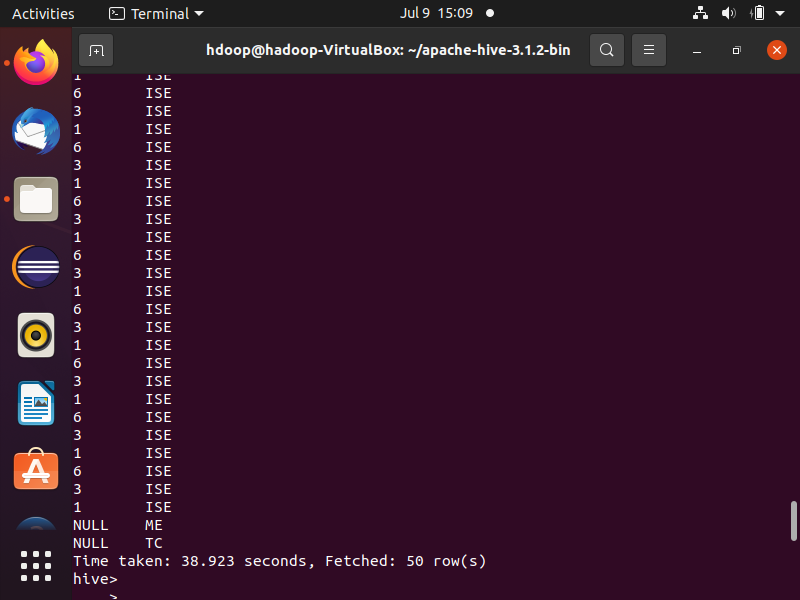 Activities Terminal Jul 9 15:09
hdoop@hadoop-VirtualBox: ~/apache-hive-3.1.2-bin
1 ISE
6 ISE
3 ISE
1 ISE
6 ISE
3 ISE
1 ISE
6 ISE
3 ISE
1 ISE
6 ISE
3 ISE
1 ISE
6 ISE
3 ISE
1 ISE
6 ISE
3 ISE
1 ISE
6 ISE
3 ISE
1 ISE
6 ISE
3 ISE
1 ISE
NULL ME
NULL TC
Time taken: 38.923 seconds, Fetched: 50 row(s)
hive>
>